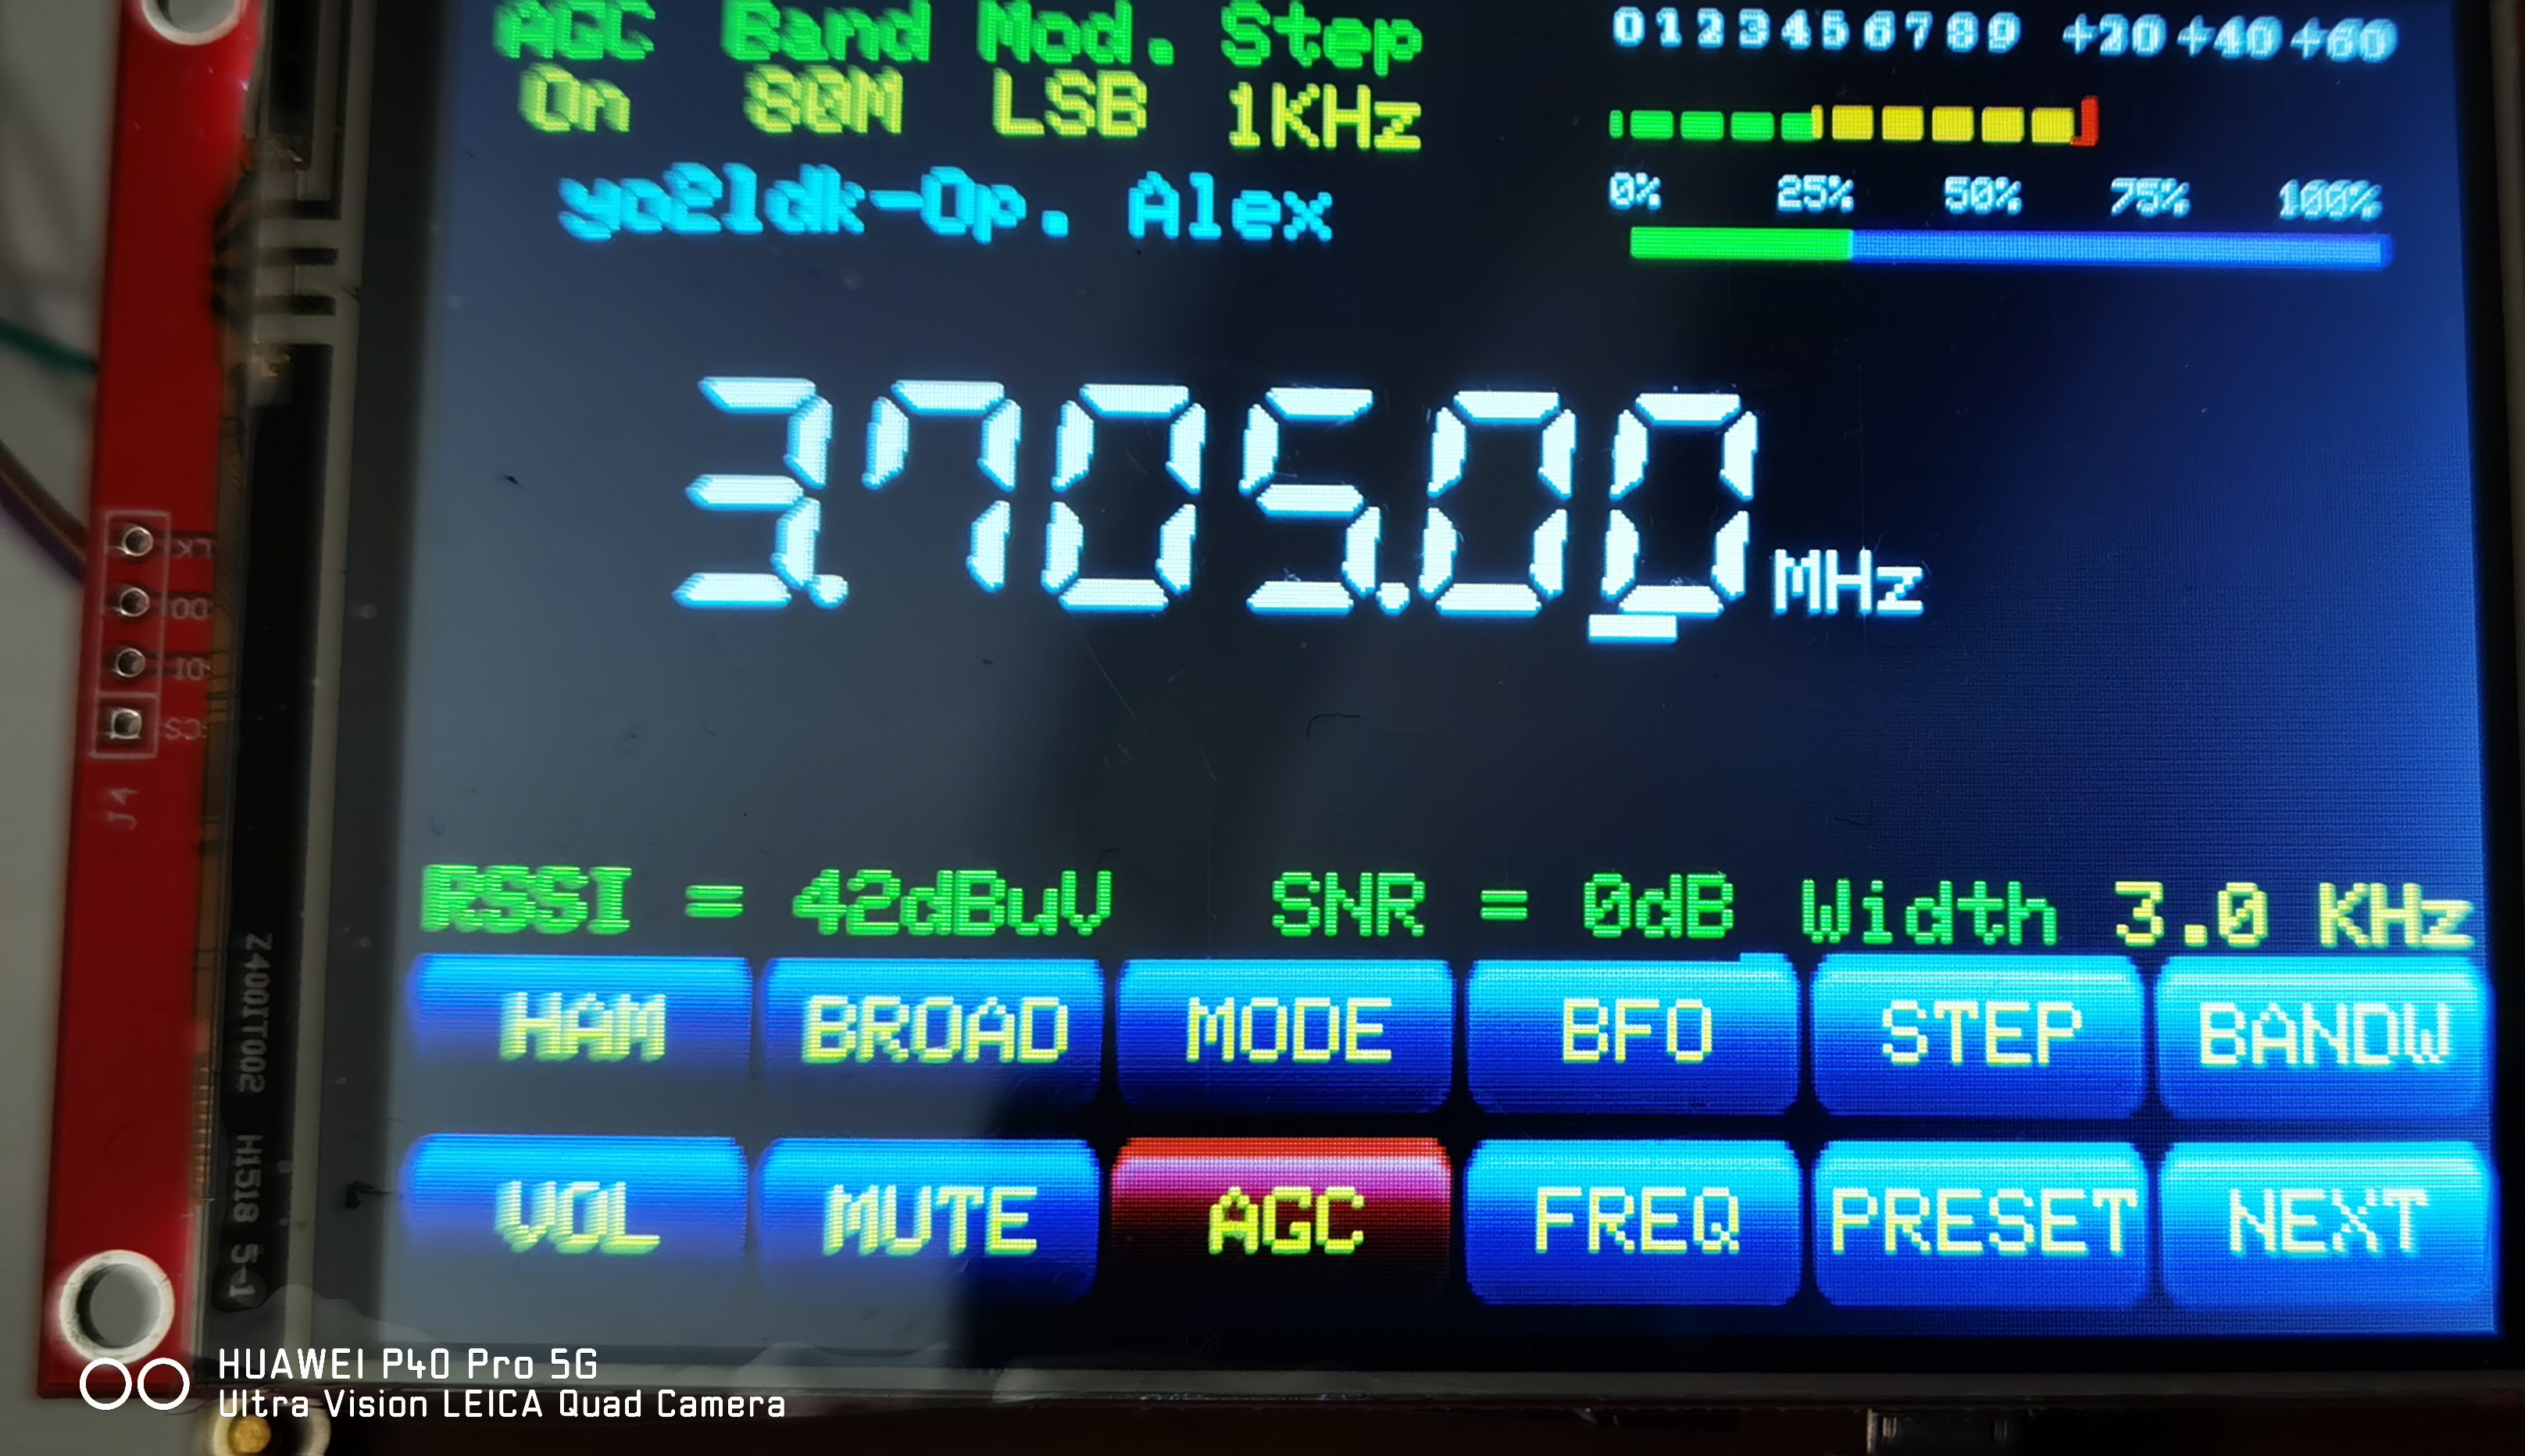 AGC Band Mod. Step
On 80M LSB 1KHz
yo2ldk-Op. Alex
0 1 2 3 4 5 6 7 8 9 +20 +40 +60
0% 25% 50% 75% 100%
3.705.00 MHz
RSSI = 42dBuV SNR = 0dB Width 3.0 KHz
HAM BROAD MODE BFO STEP BANDW
VOL MUTE AGC FREQ PRESET NEXT
J4
Z400IT002 H1518 5-1
HUAWEI P40 Pro 5G
Ultra Vision LEICA Quad Camera